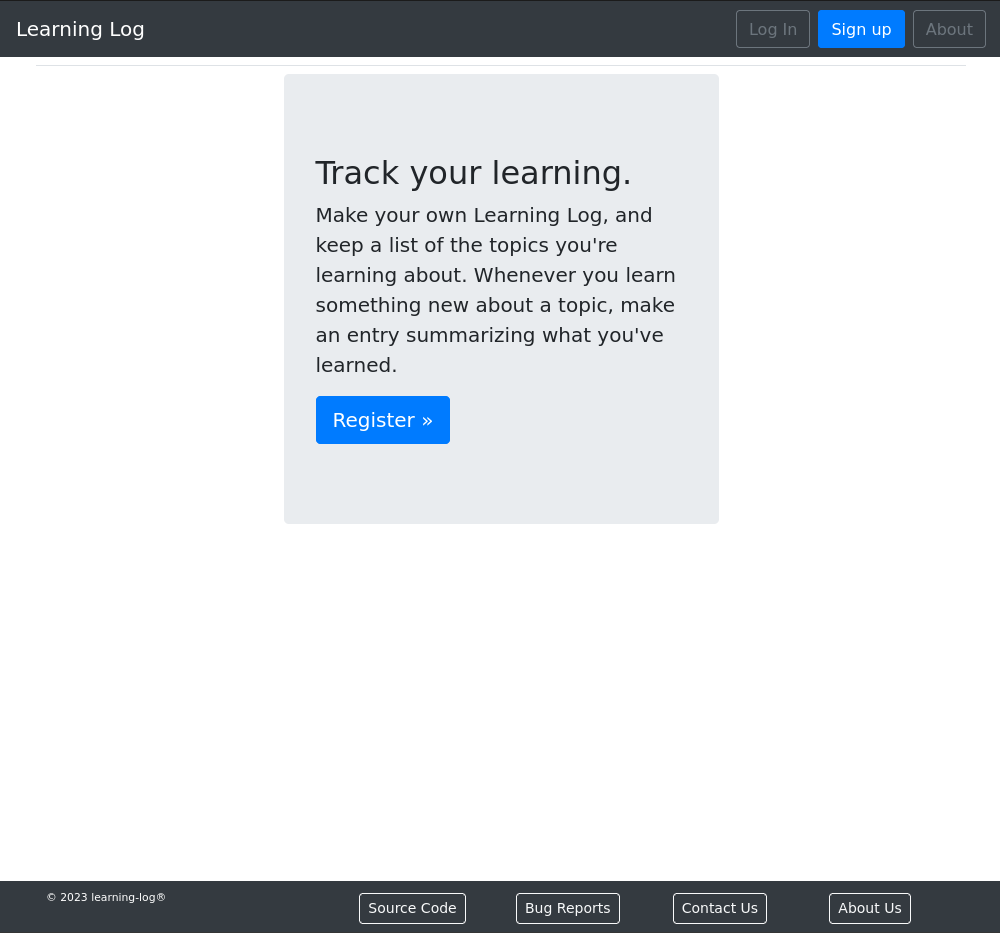 Learning Log
Log In
Sign up
About
Track your learning.
Make your own Learning Log, and
keep a list of the topics you're
learning about. Whenever you learn
something new about a topic, make
an entry summarizing what you've
learned.
Register »
© 2023 learning-log®
Source Code
Bug Reports
Contact Us
About Us